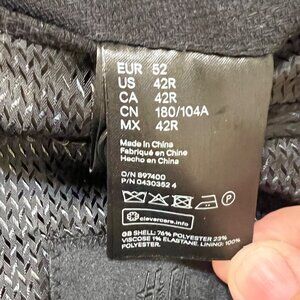 EUR 52
US 42R
CA 42R
CN 180/104A
MX 42R
Made in China
Fabriqué en Chine
Hecho en China
O/N 897400
P/N 0430352 4
P
clevercare.info
GB SHELL: 76% POLYESTER 23%
VISCOSE 1% ELASTANE. LINING: 100%
POLYESTER.